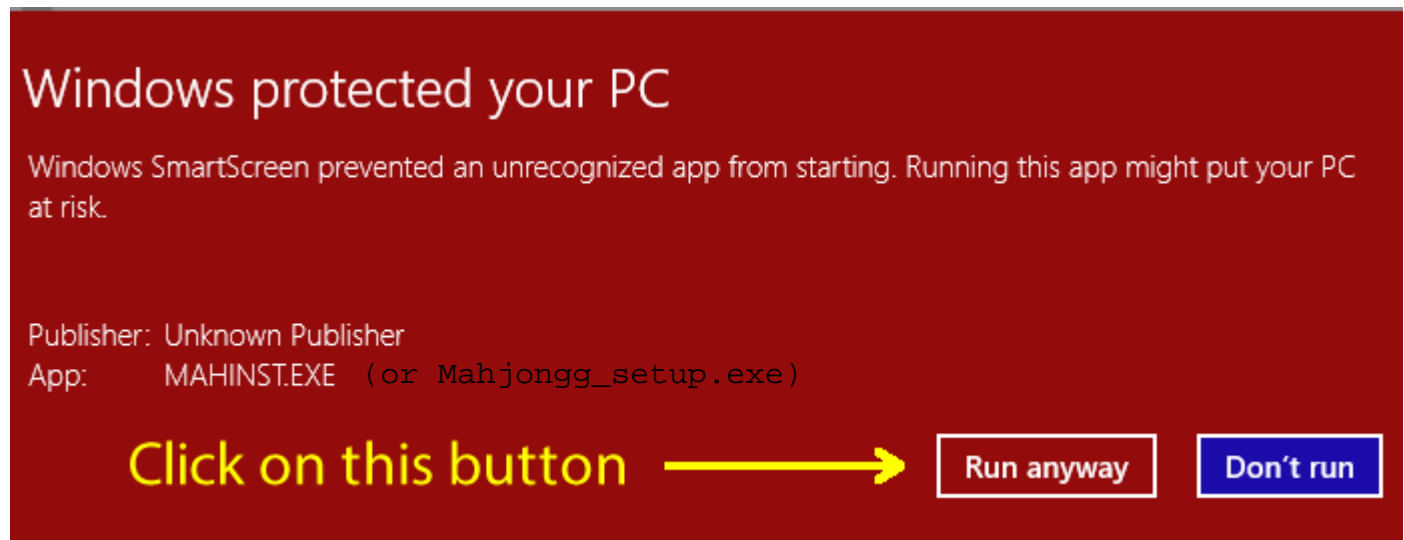 Windows protected your PC
Windows SmartScreen prevented an unrecognized app from starting. Running this app might put your PC
at risk.
Publisher: Unknown Publisher
App: MAHINST.EXE (or Mahjongg_setup.exe)
Click on this button Run anyway Don't run